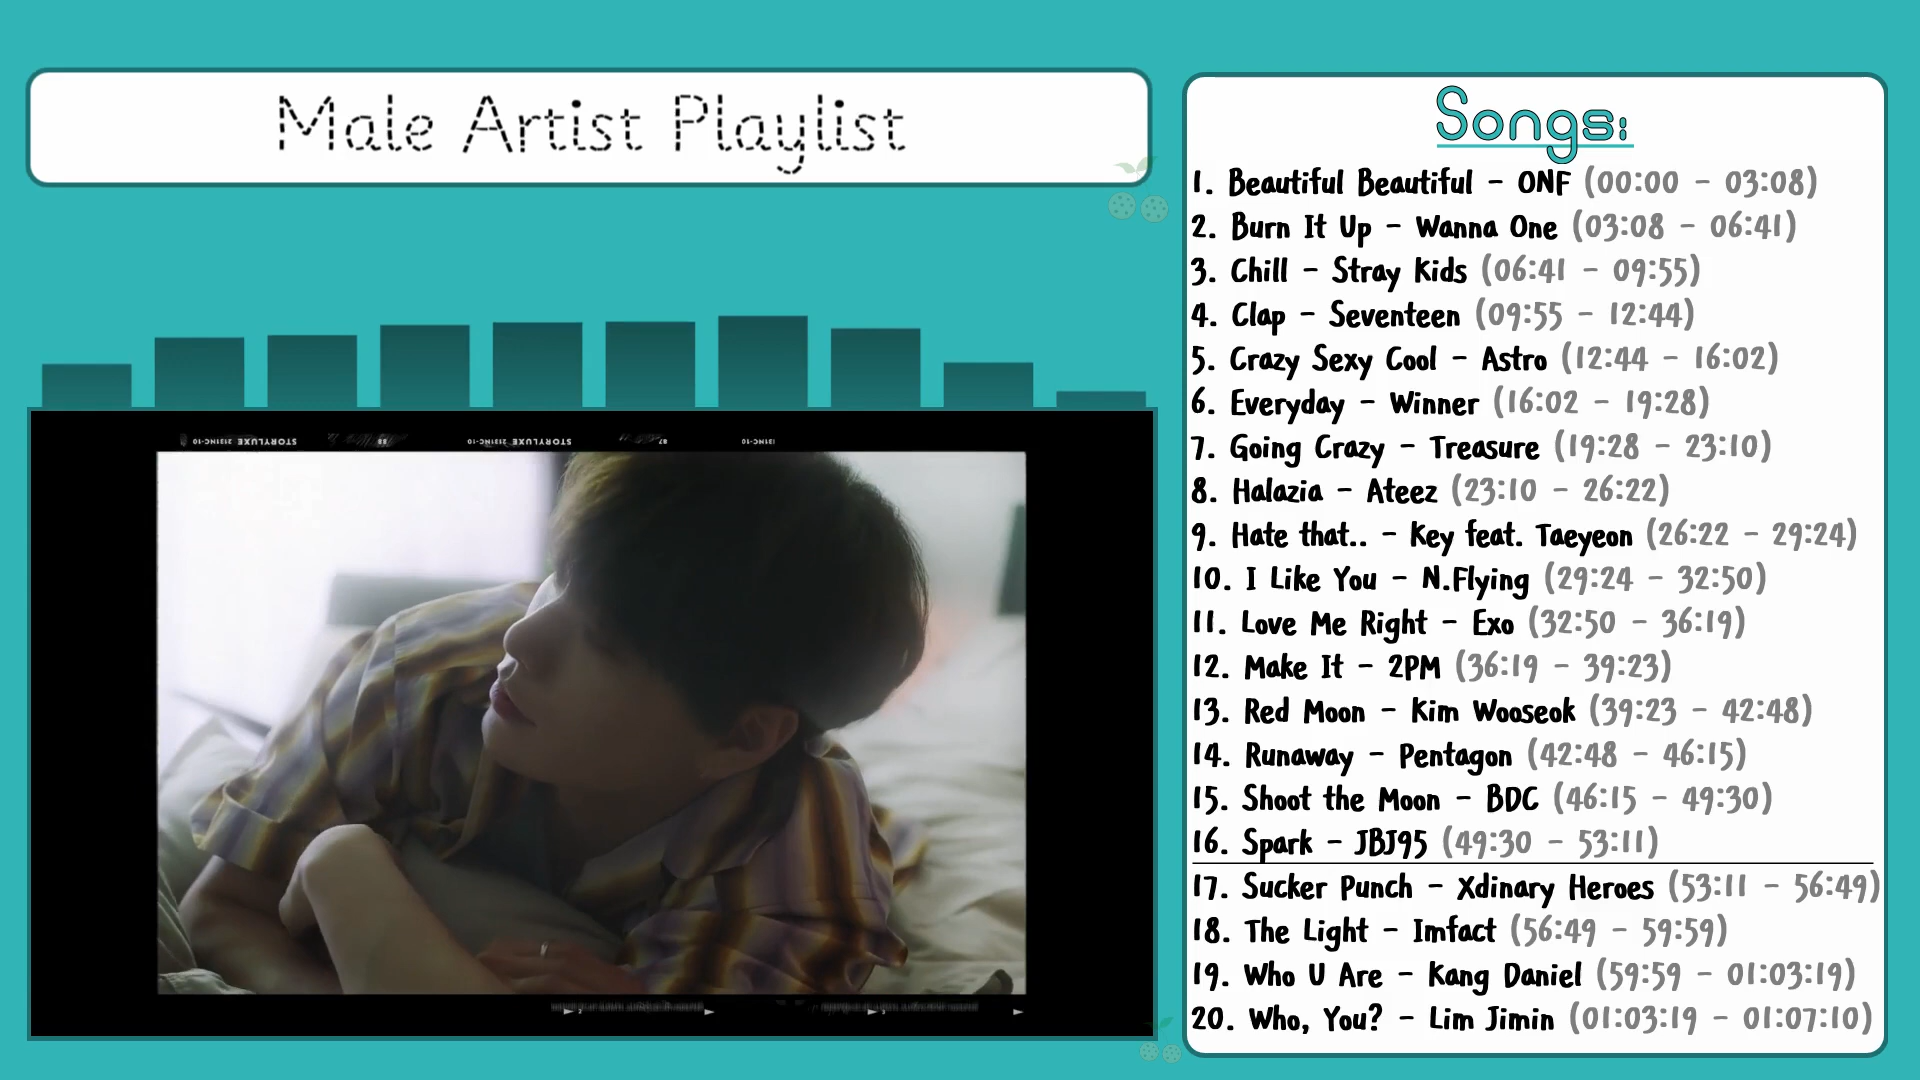 Male Artist Playlist
Songs:
1. Beautiful Beautiful - ONF (00:00 - 03:08)
2. Burn It Up - Wanna One (03:08 - 06:41)
3. Chill - Stray Kids (06:41 - 09:55)
4. Clap - Seventeen (09:55 - 12:44)
5. Crazy Sexy Cool - Astro (12:44 - 16:02)
6. Everyday - Winner (16:02 - 19:28)
7. Going Crazy - Treasure (19:28 - 23:10)
8. Halazia - Ateez (23:10 - 26:22)
9. Hate that.. - Key feat. Taeyeon (26:22 - 29:24)
10. I Like You - N.Flying (29:24 - 32:50)
11. Love Me Right - Exo (32:50 - 36:19)
12. Make It - 2PM (36:19 - 39:23)
13. Red Moon - Kim Wooseok (39:23 - 42:48)
14. Runaway - Pentagon (42:48 - 46:15)
15. Shoot the Moon - BDC (46:15 - 49:30)
16. Spark - JBJ95 (49:30 - 53:11)
17. Sucker Punch - Xdinary Heroes (53:11 - 56:49)
18. The Light - Imfact (56:49 - 59:59)
19. Who U Are - Kang Daniel (59:59 - 01:03:19)
20. Who, You? - Lim Jimin (01:03:19 - 01:07:10)
STORYLUXE
STORYLUXE